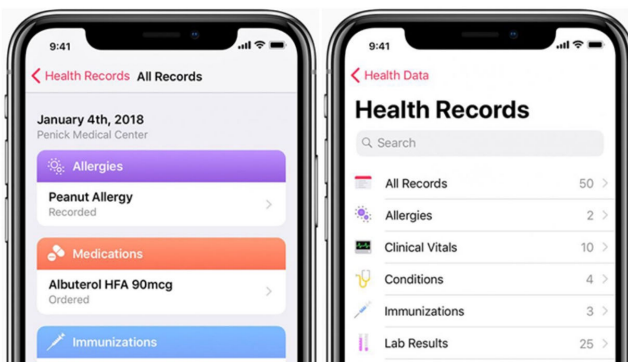 9:41
Health Records All Records
January 4th, 2018
Penick Medical Center
Allergies
Peanut Allergy
Recorded
Medications
Albuterol HFA 90mcg
Ordered
Immunizations
9:41
Health Data
Health Records
Search
All Records 50
Allergies 2
Clinical Vitals 10
Conditions 4
Immunizations 3
Lab Results 25